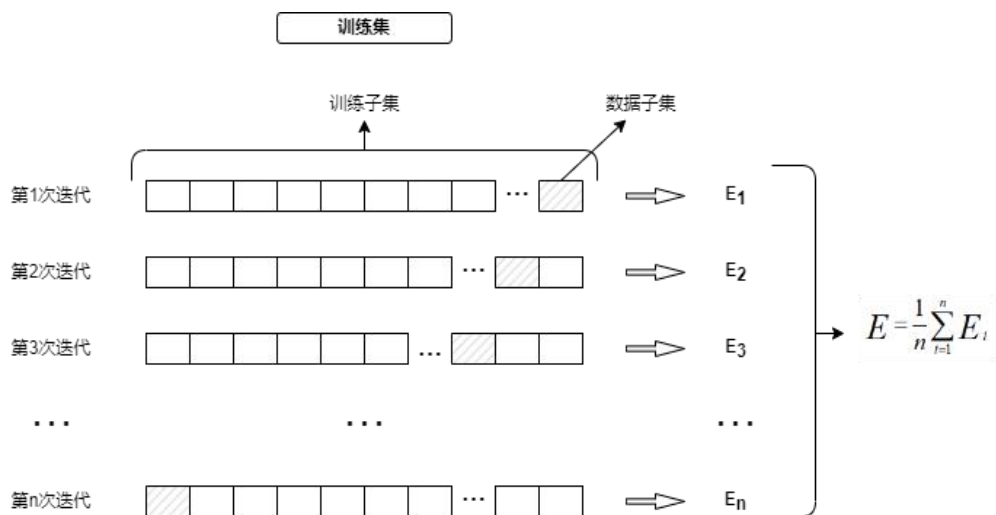 训练集
训练子集 数据子集
第1次迭代 ... E1
第2次迭代 ... E2
第3次迭代 ... E3
E = 1/n ∑ i=1 n Ei
... ... ...
第n次迭代 ... En